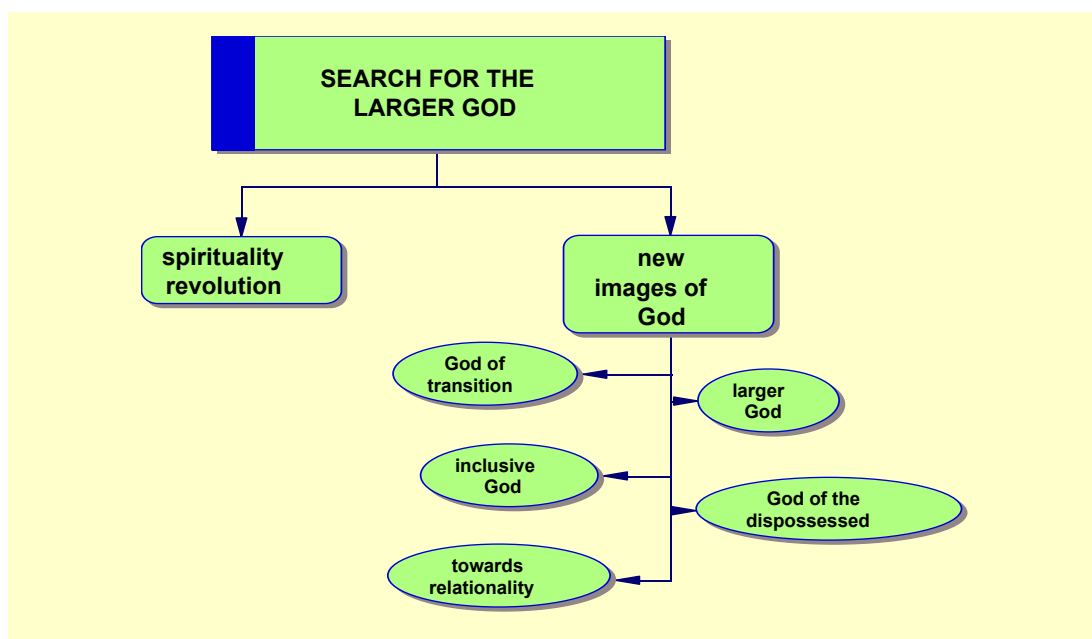 SEARCH FOR THE
LARGER GOD
spirituality
revolution
new
images of
God
God of
transition
larger
God
inclusive
God
God of the
dispossessed
towards
relationality